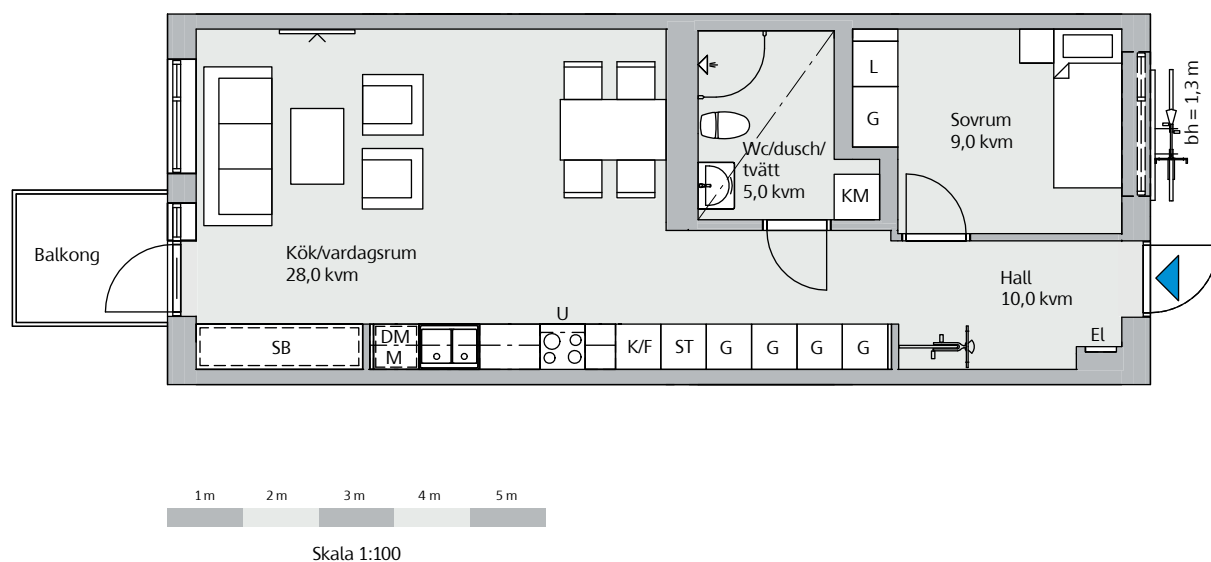 L
G
Sovrum
9,0 kvm
bh = 1,3 m
Wc/dusch/
tvätt
5,0 kvm
KM
Balkong
Kök/vardagsrum
28,0 kvm
Hall
10,0 kvm
U
SB
DM
M
K/F
ST
G
G
G
G
El
1 m
2 m
3 m
4 m
5 m
Skala 1:100